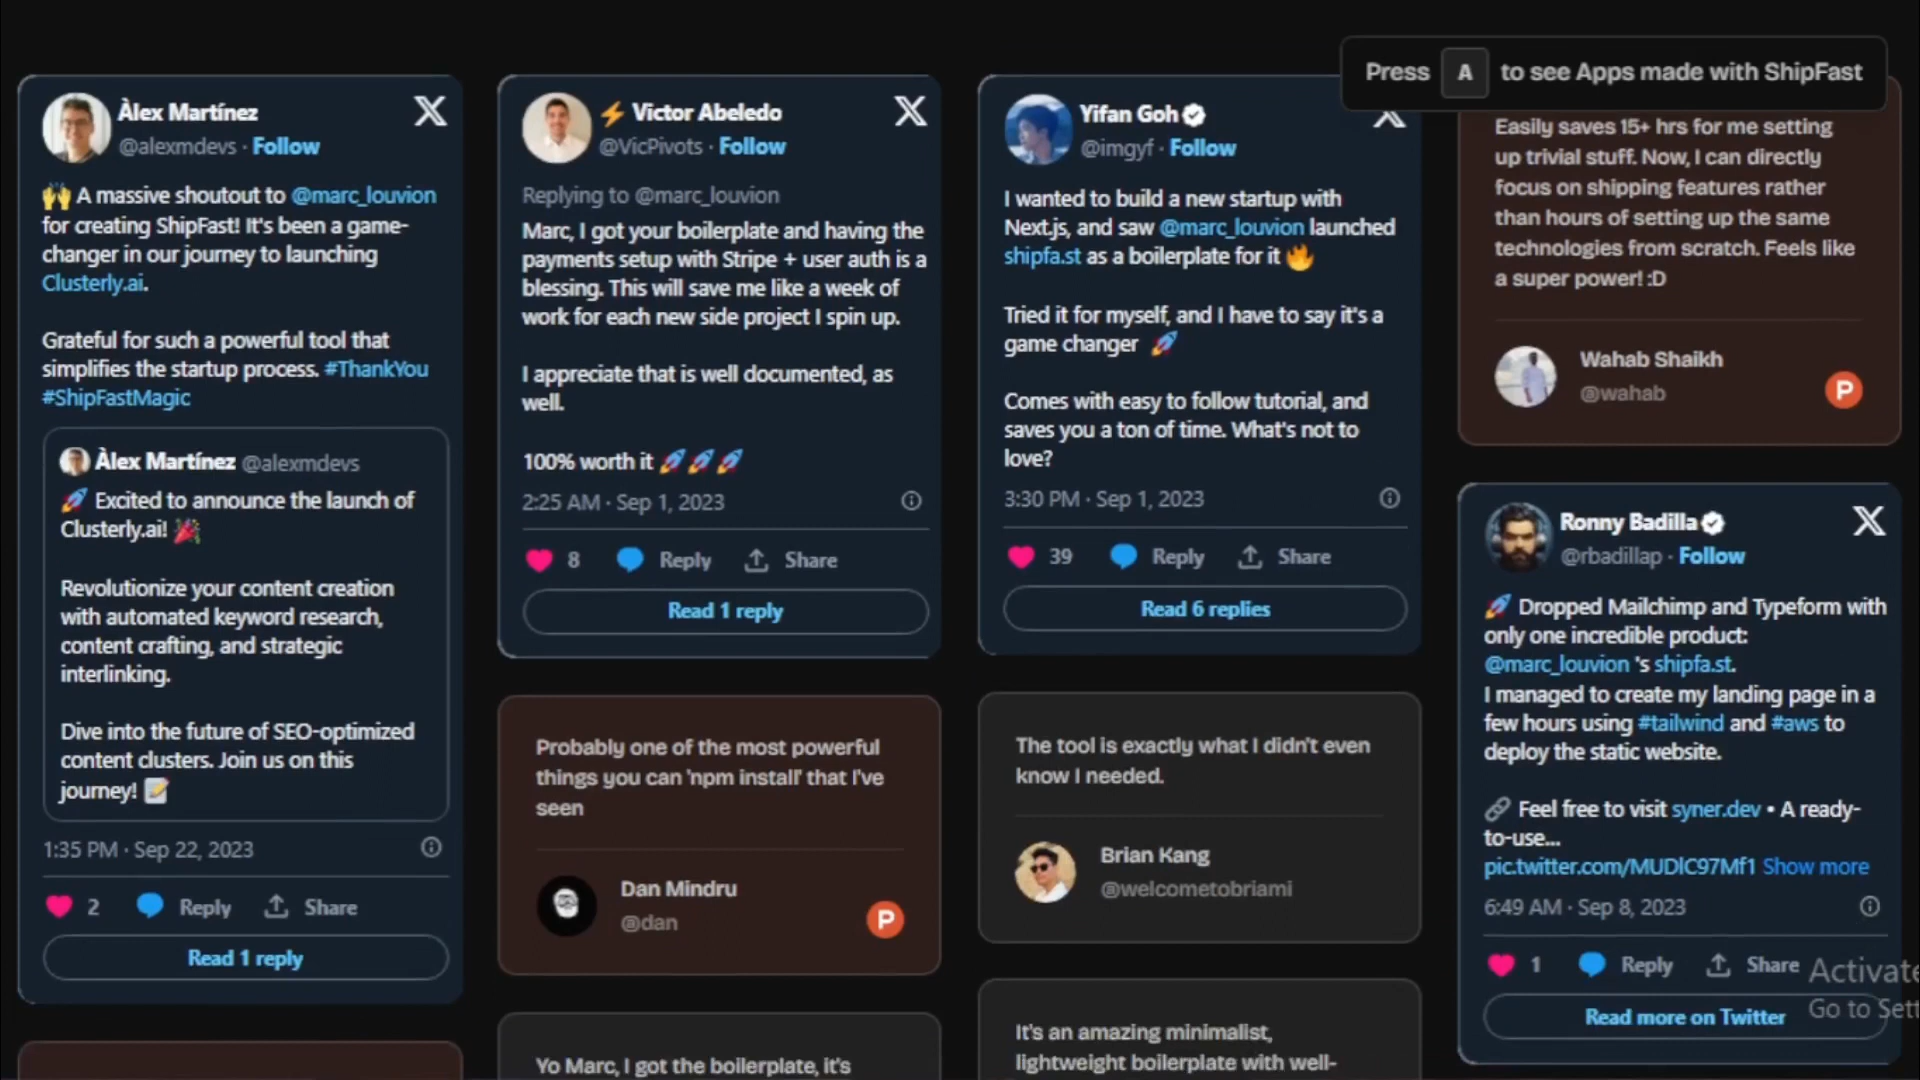 Press A to see Apps made with ShipFast
Àlex Martínez
@alexmdevs · Follow
🙌 A massive shoutout to @marc_louvion
for creating ShipFast! It's been a game-
changer in our journey to launching
Clusterly.ai.
Grateful for such a powerful tool that
simplifies the startup process. #ThankYou
#ShipFastMagic
Àlex Martínez @alexmdevs
🚀 Excited to announce the launch of
Clusterly.ai! 🎉
Revolutionize your content creation
with automated keyword research,
content crafting, and strategic
interlinking.
Dive into the future of SEO-optimized
content clusters. Join us on this
journey! 📝
1:35 PM · Sep 22, 2023
2 Reply Share
Read 1 reply
⚡ Victor Abeledo
@VicPivots · Follow
Replying to @marc_louvion
Marc, I got your boilerplate and having the
payments setup with Stripe + user auth is a
blessing. This will save me like a week of
work for each new side project I spin up.
I appreciate that is well documented, as
well.
100% worth it 🚀🚀🚀
2:25 AM · Sep 1, 2023
8 Reply Share
Read 1 reply
Probably one of the most powerful
things you can 'npm install' that I've
seen
Dan Mindru
@dan
P
Yo Marc, I got the boilerplate, it's
Yifan Goh
@imgyf · Follow
I wanted to build a new startup with
Next.js, and saw @marc_louvion launched
shipfa.st as a boilerplate for it 🔥
Tried it for myself, and I have to say it's a
game changer 🚀
Comes with easy to follow tutorial, and
saves you a ton of time. What's not to
love?
3:30 PM · Sep 1, 2023
39 Reply Share
Read 6 replies
The tool is exactly what I didn't even
know I needed.
Brian Kang
@welcometobriami
It's an amazing minimalist,
lightweight boilerplate with well-
Easily saves 15+ hrs for me setting
up trivial stuff. Now, I can directly
focus on shipping features rather
than hours of setting up the same
technologies from scratch. Feels like
a super power! :D
Wahab Shaikh
@wahab
P
Ronny Badilla
@rbadillap · Follow
🚀 Dropped Mailchimp and Typeform with
only one incredible product:
@marc_louvion 's shipfa.st.
I managed to create my landing page in a
few hours using #tailwind and #aws to
deploy the static website.
🔗 Feel free to visit syner.dev • A ready-
to-use...
pic.twitter.com/MUDlC97Mf1 Show more
6:49 AM · Sep 8, 2023
1 Reply Share
Read more on Twitter
Activate
Go to Sett